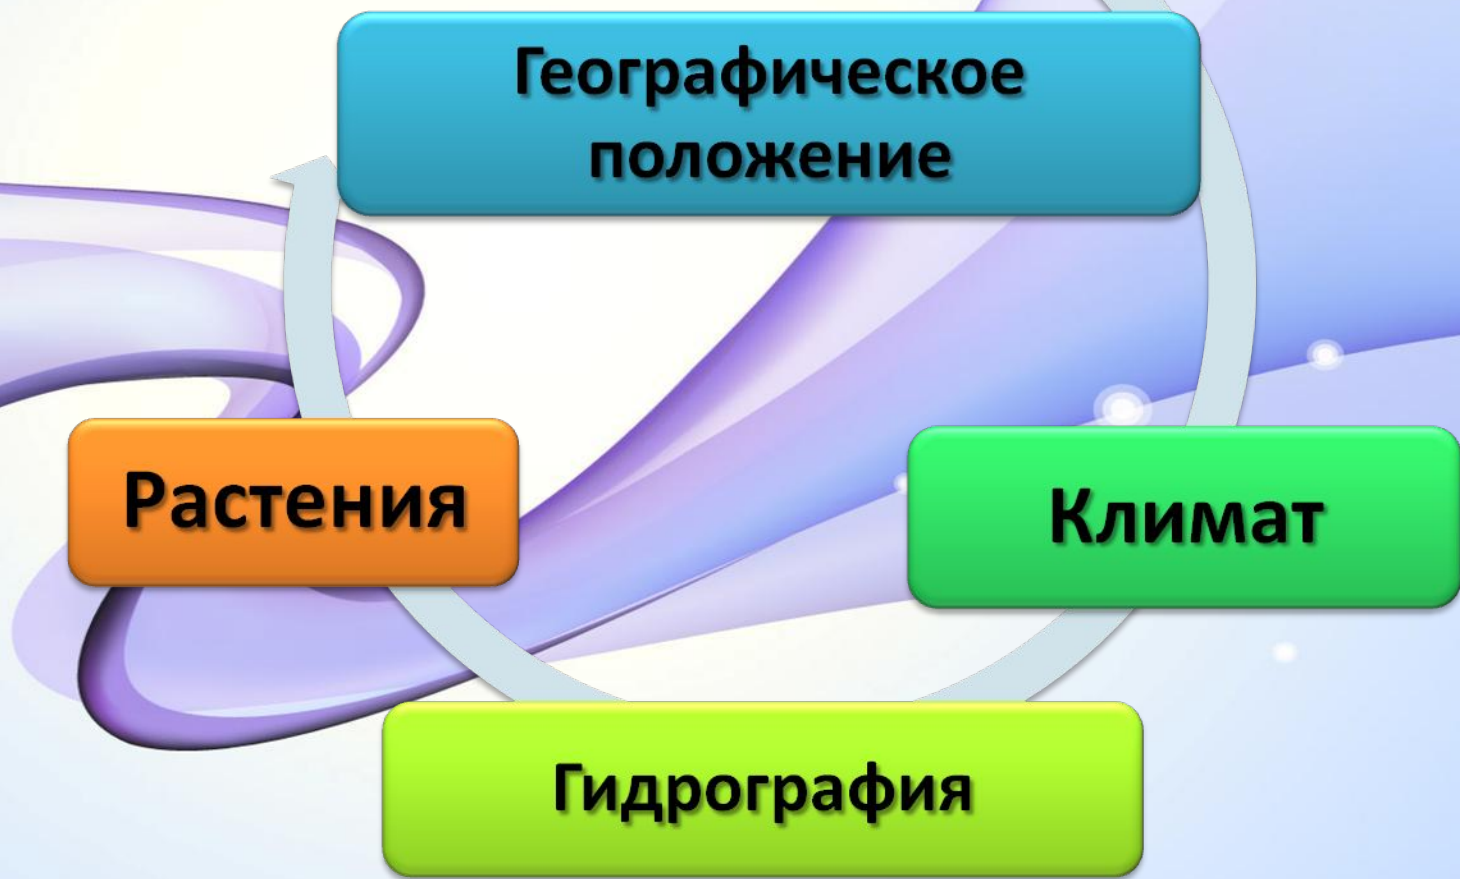 Географическое
положение
Растения
Климат
Гидрография